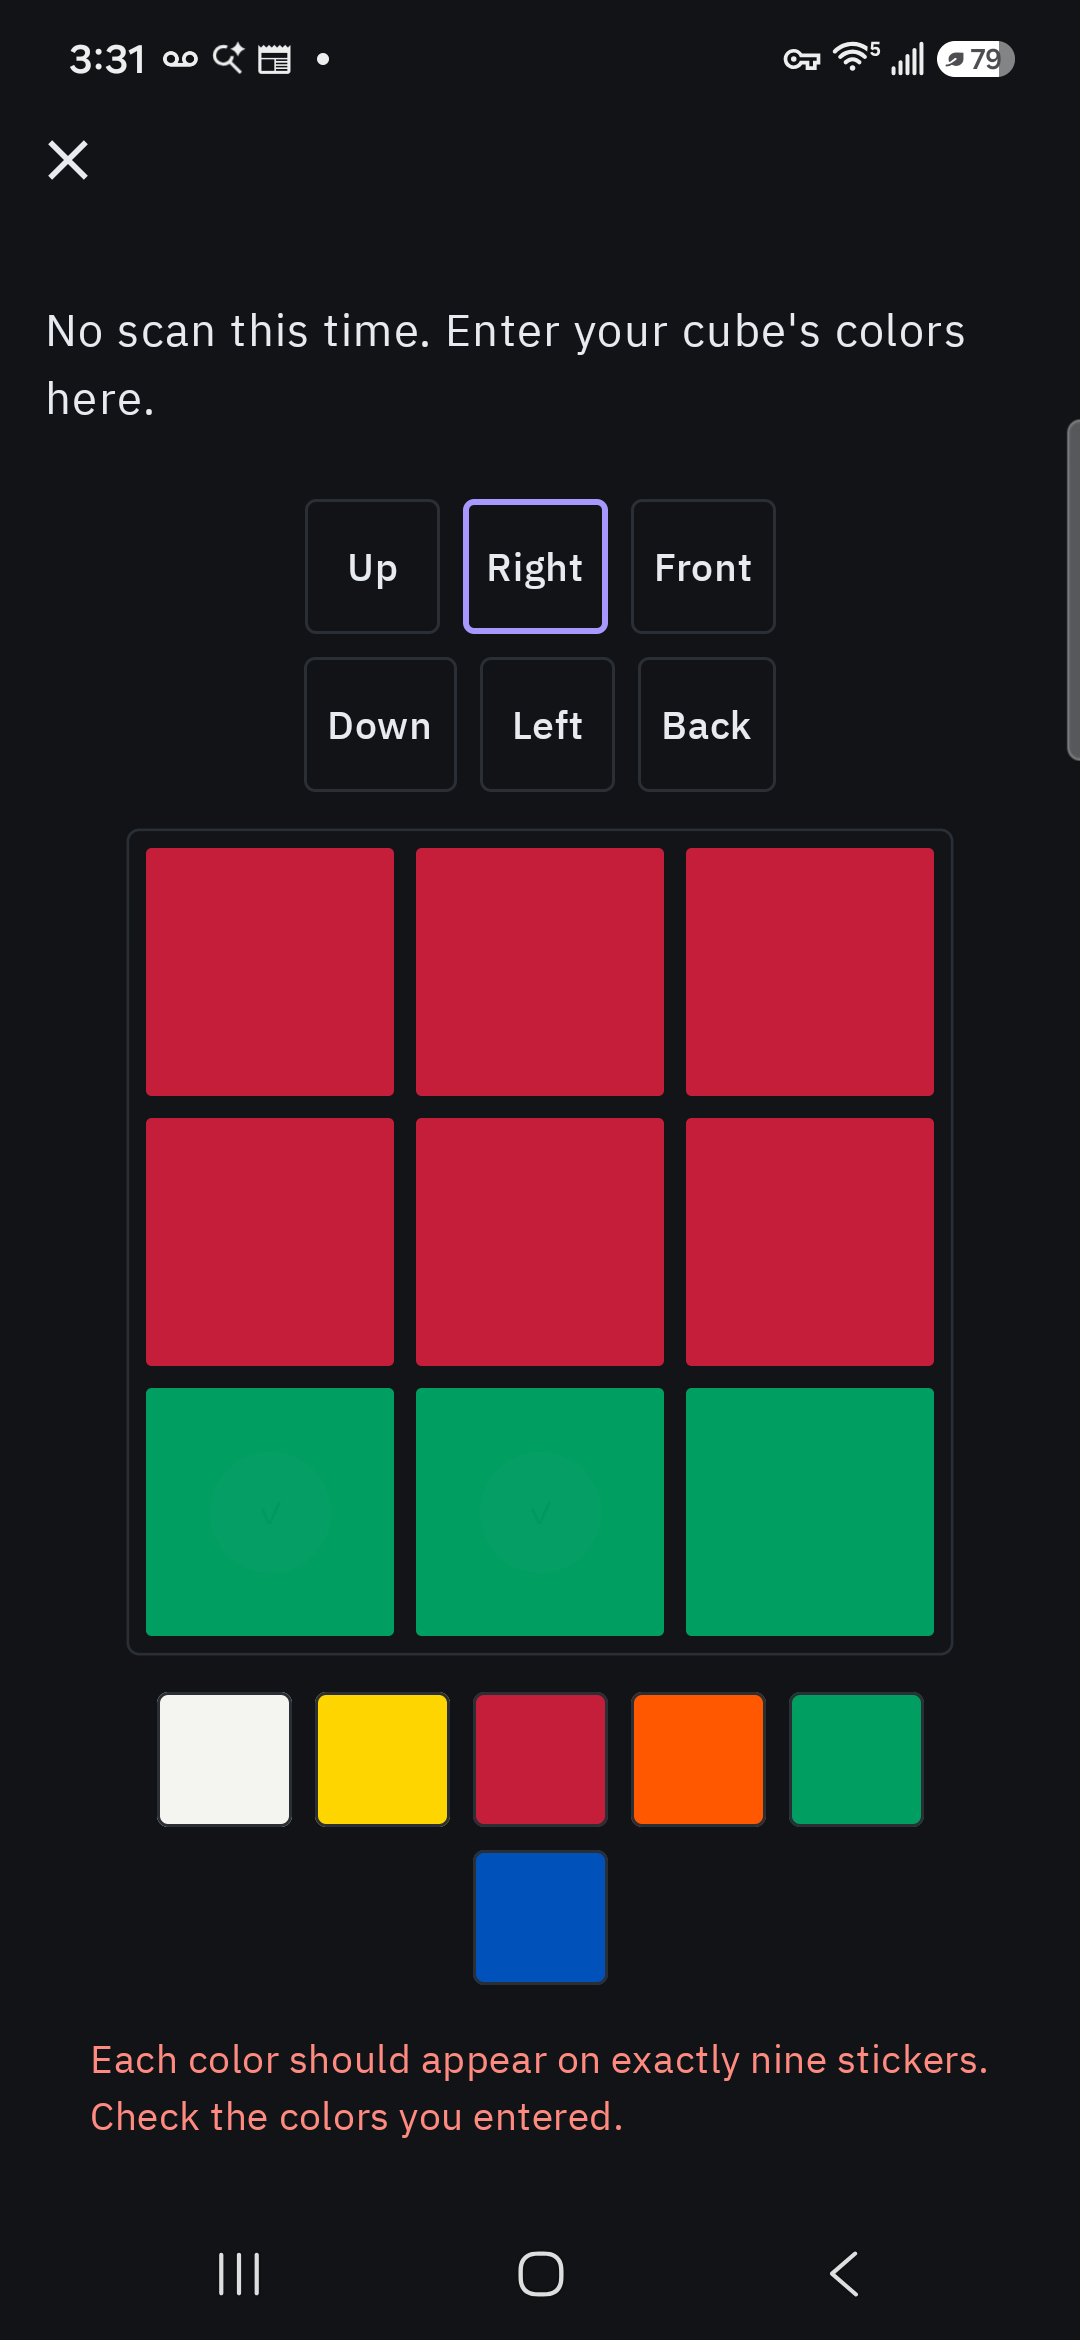 3:31
5
79
No scan this time. Enter your cube's colors
here.
Up
Right
Front
Down
Left
Back
Each color should appear on exactly nine stickers.
Check the colors you entered.